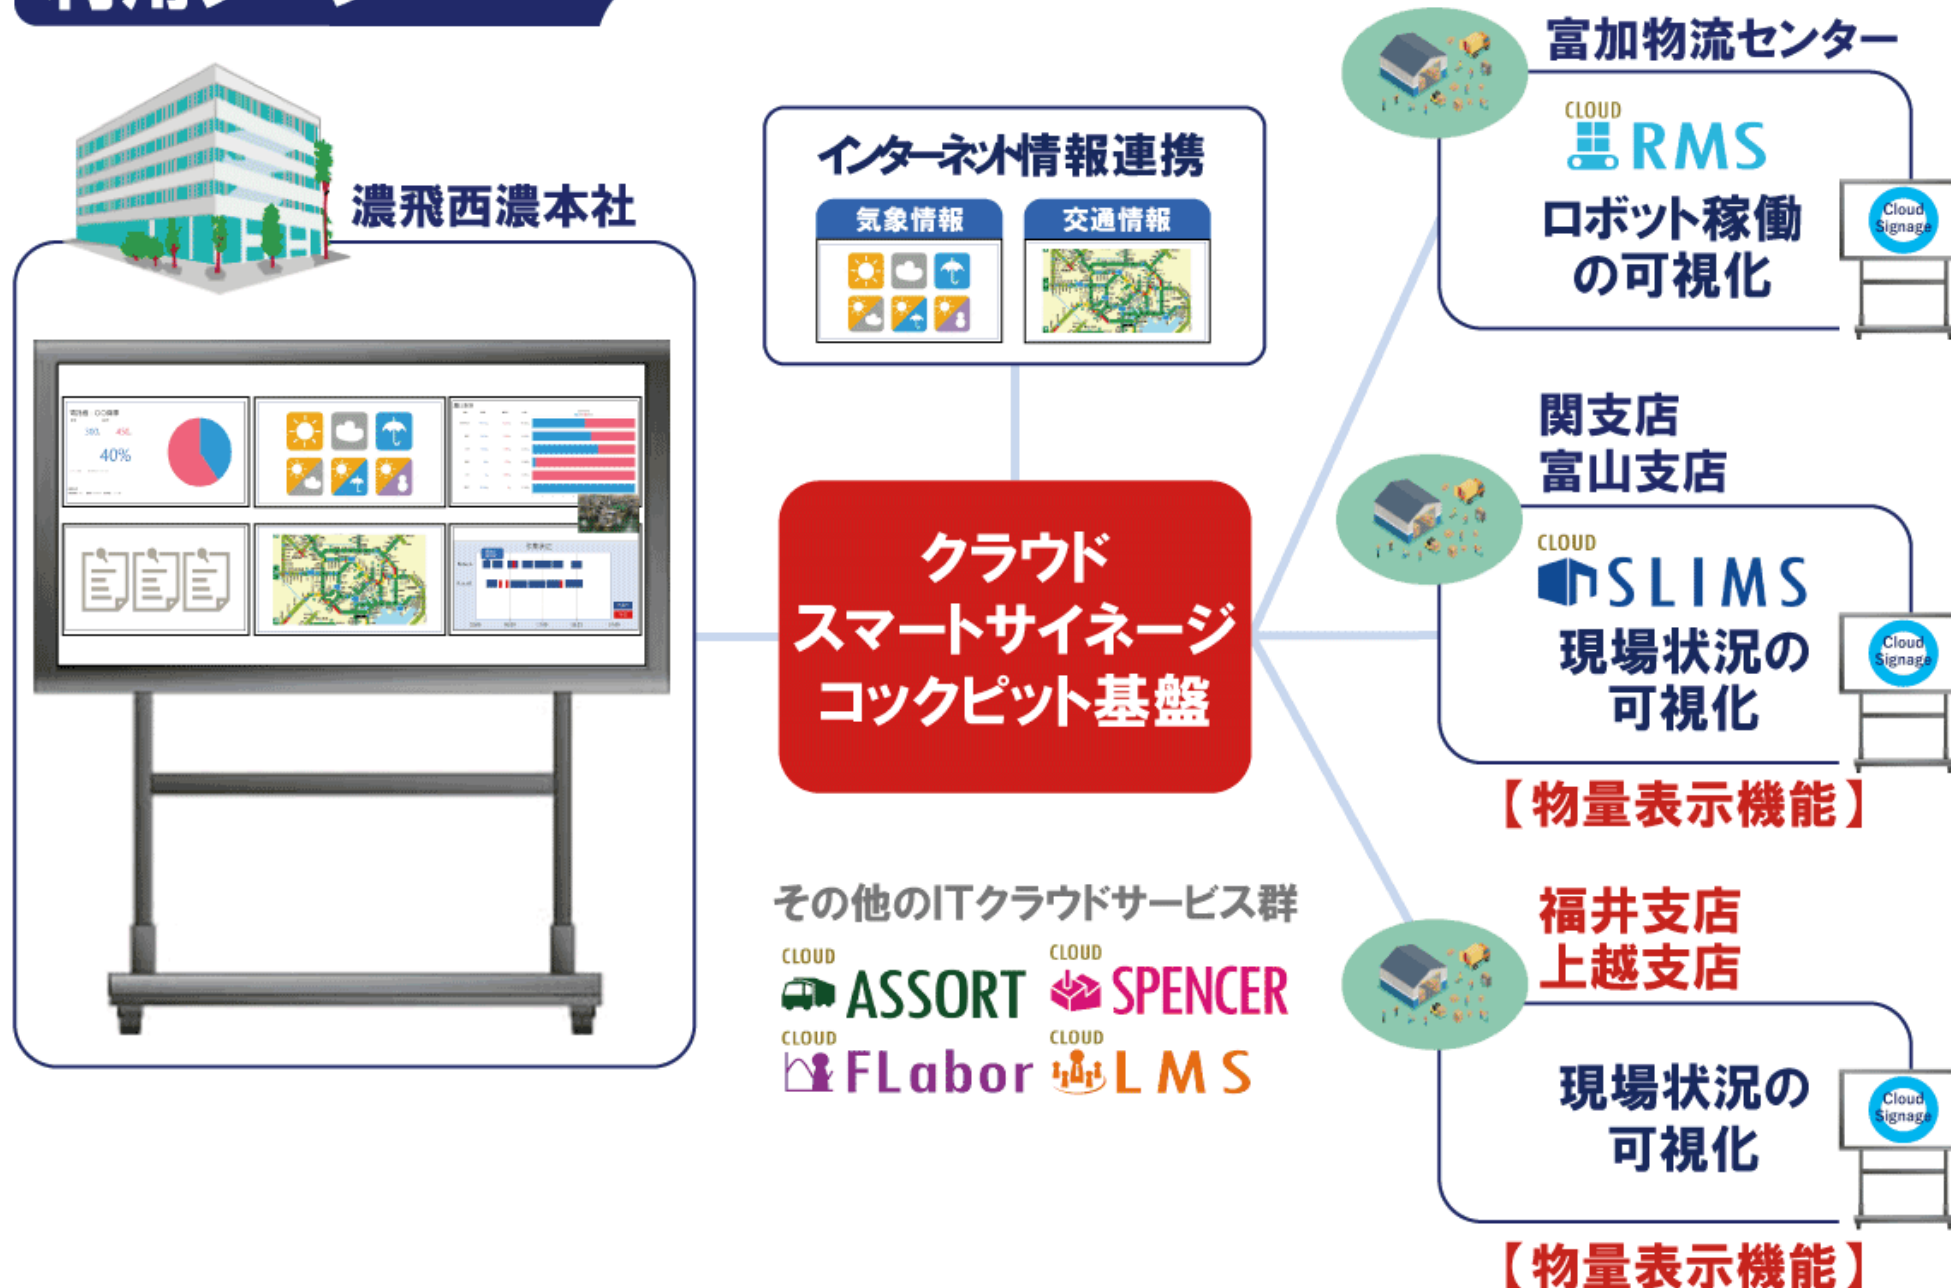 濃飛西濃本社
300.
450.
40%
インターネット情報連携
気象情報
交通情報
クラウド
スマートサイネージ
コックピット基盤
その他のITクラウドサービス群
CLOUD
ASSORT
CLOUD
SPENCER
CLOUD
FLabor
CLOUD
LMS
富加物流センター
CLOUD
RMS
ロボット稼働
の可視化
Cloud
Signage
関支店
富山支店
CLOUD
SLIMS
現場状況の
可視化
Cloud
Signage
【物量表示機能】
福井支店
上越支店
現場状況の
可視化
Cloud
Signage
【物量表示機能】